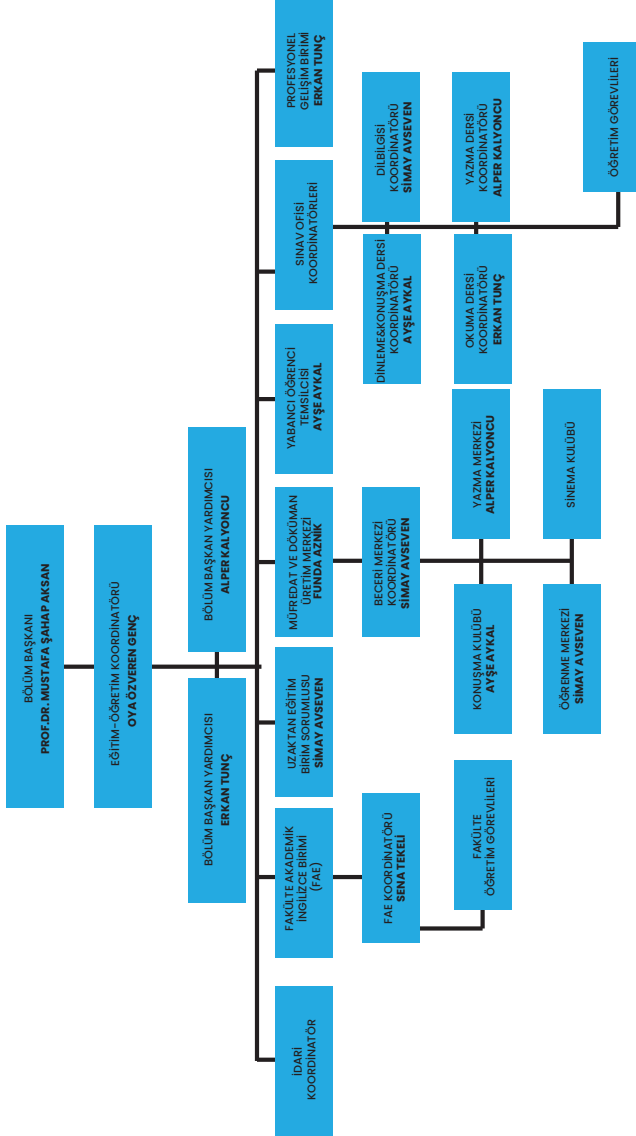 BÖLÜM BAŞKANI
PROF.DR. MUSTAFA ŞAHAP AKSAN
EĞİTİM-ÖĞRETİM KOORDİNATÖRÜ
OYA ÖZVEREN GENÇ
BÖLÜM BAŞKAN YARDIMCISI
ERKAN TUNÇ
BÖLÜM BAŞKAN YARDIMCISI
ALPER KALYONCU
İDARİ
KOORDİNATÖR
FAKÜLTE AKADEMİK
İNGİLİZCE BİRİMİ
(FAE)
UZAKTAN EĞİTİM
BİRİM SORUMLUSU
SİMAY AVSEVEN
MÜFREDAT VE DÖKÜMAN
ÜRETİM MERKEZİ
FUNDA AZNIK
YABANCI ÖĞRENCİ
TEMSİLCİSİ
AYŞE AYKAL
SINAV OFİSİ
KOORDİNATÖRLERİ
PROFESYONEL
GELİŞİM BİRİMİ
ERKAN TUNÇ
FAE KOORDİNATÖRÜ
SENA TEKELİ
BECERİ MERKEZİ
KOORDİNATÖRÜ
SİMAY AVSEVEN
DİNLEME&KONUŞMA DERSİ
KOORDİNATÖRÜ
AYŞE AYKAL
DİLBİLGİSİ
KOORDİNATÖRÜ
SİMAY AVSEVEN
FAKÜLTE
ÖĞRETİM GÖREVLİLERİ
KONUŞMA KULÜBÜ
AYŞE AYKAL
YAZMA MERKEZİ
ALPER KALYONCU
OKUMA DERSİ
KOORDİNATÖRÜ
ERKAN TUNÇ
YAZMA DERSİ
KOORDİNATÖRÜ
ALPER KALYONCU
ÖĞRENME MERKEZİ
SİMAY AVSEVEN
SİNEMA KULÜBÜ
ÖĞRETİM GÖREVLİLERİ